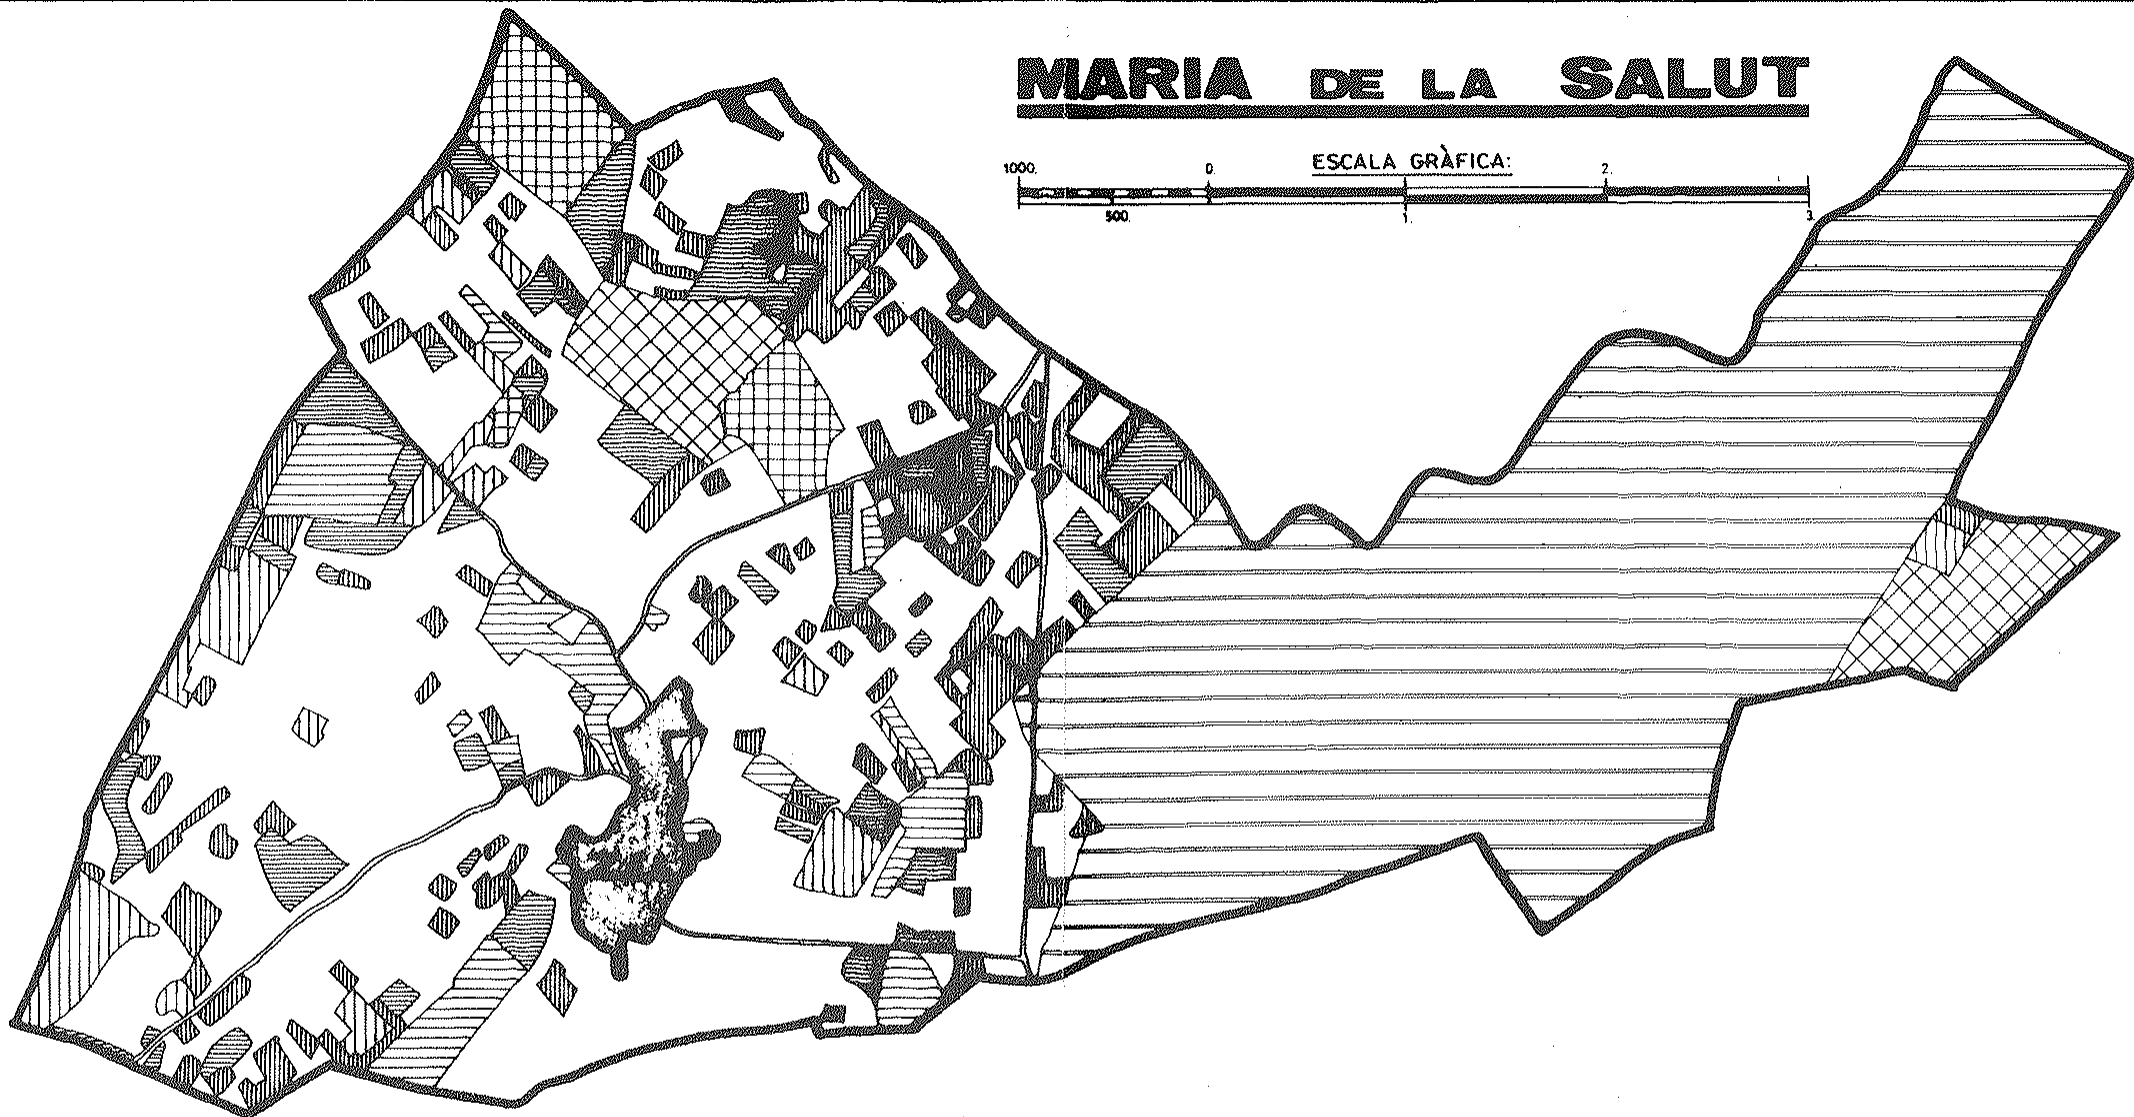 MARIA DE LA SALUT
ESCALA GRÀFICA:
1000. 0. 2.
500. 1. 3.